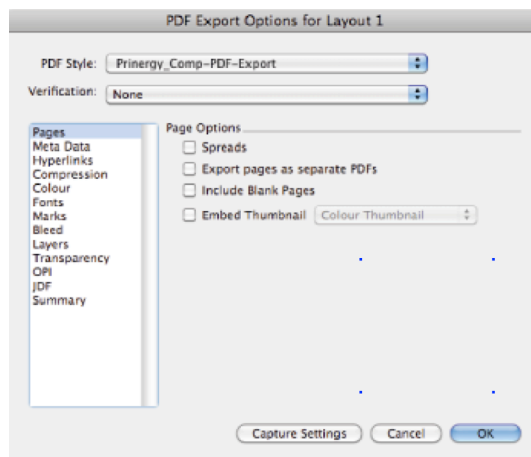 PDF Export Options for Layout 1
PDF Style: Prinergy_Comp-PDF-Export
Verification: None
Pages
Meta Data
Hyperlinks
Compression
Colour
Fonts
Marks
Bleed
Layers
Transparency
OPI
JDF
Summary
Page Options
Spreads
Export pages as separate PDFs
Include Blank Pages
Embed Thumbnail Colour Thumbnail
Capture Settings Cancel OK